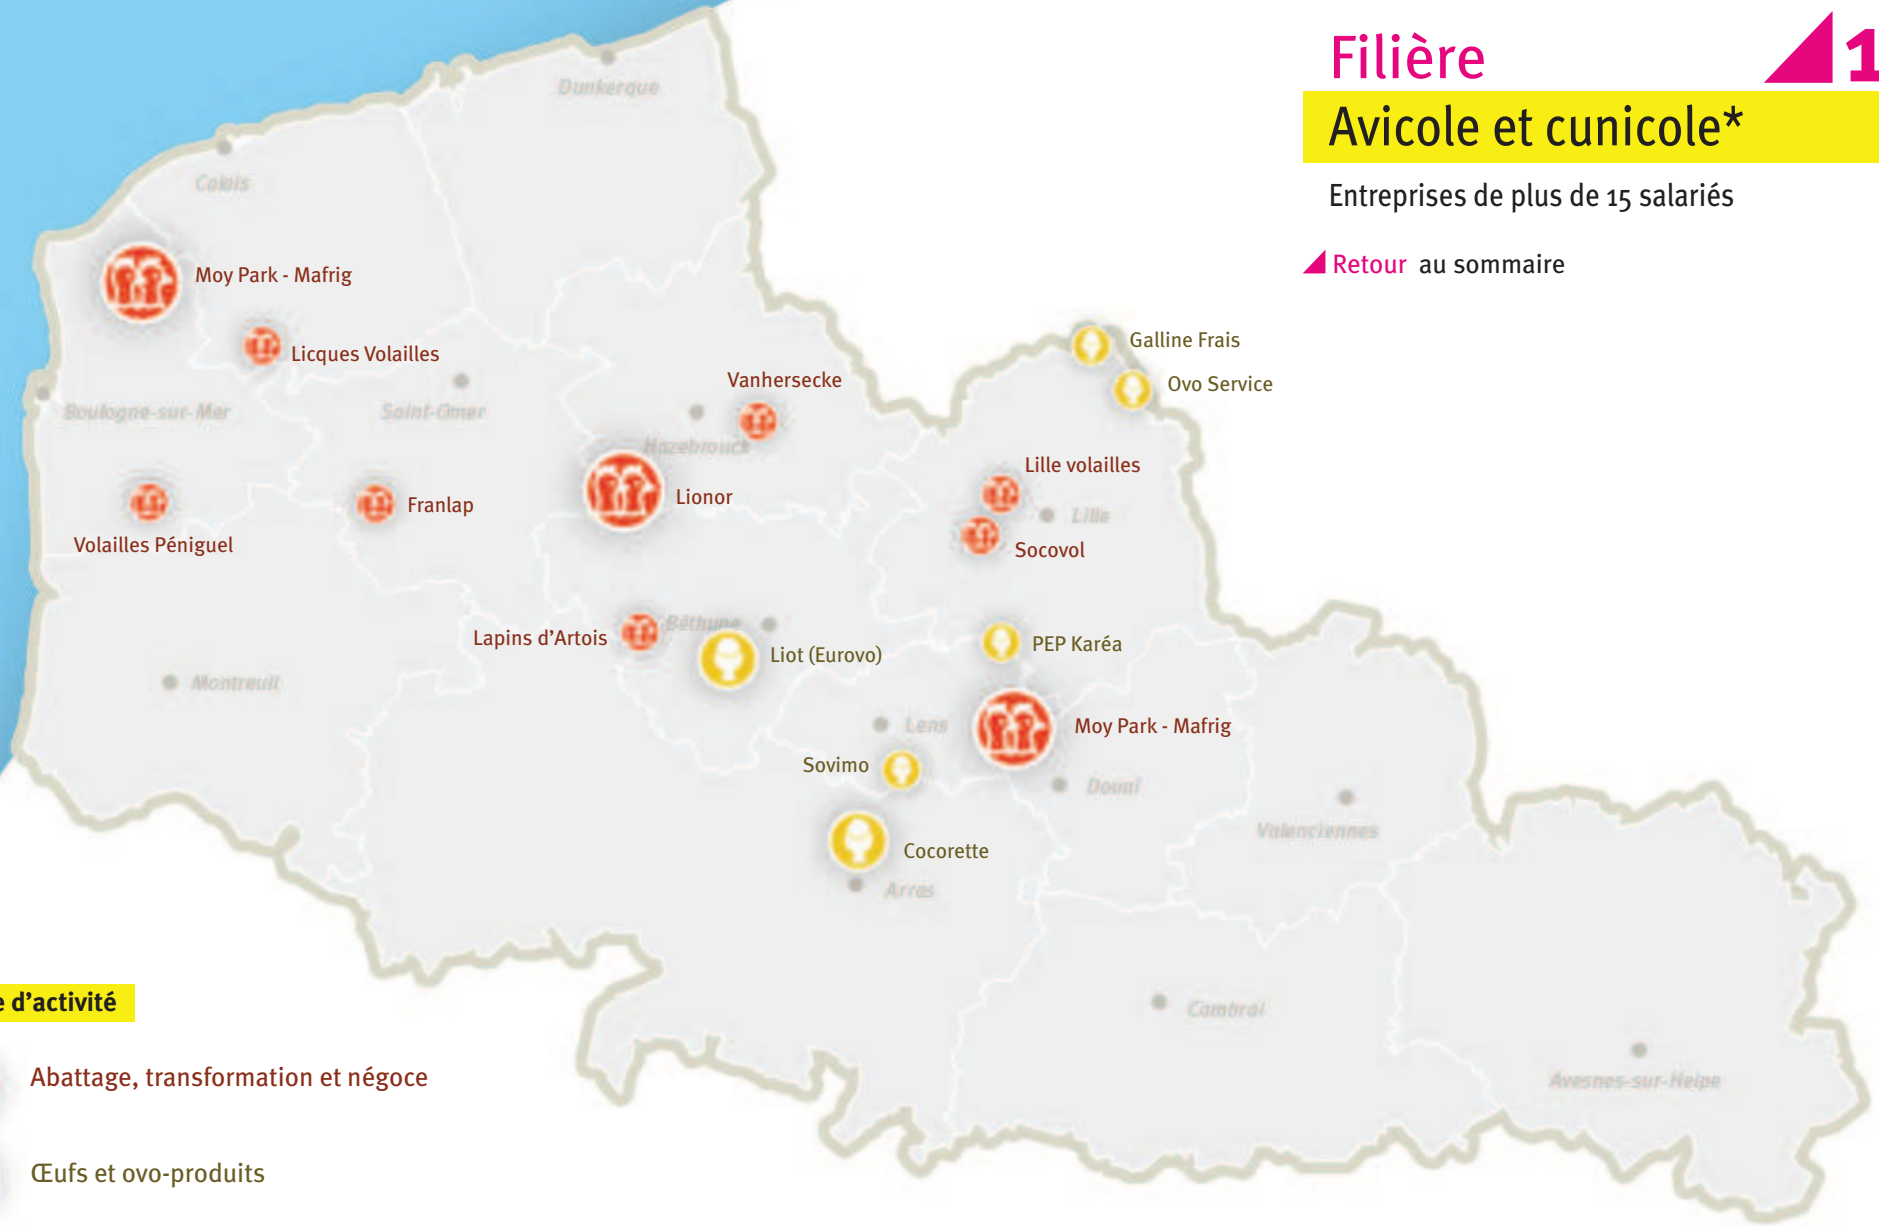 Filière
1
Avicole et cunicole*
Entreprises de plus de 15 salariés
Retour au sommaire
Dunkerque
Calais
Moy Park - Mafrig
Licques Volailles
Galline Frais
Ovo Service
Vanhersecke
Boulogne-sur-Mer
Saint-Omer
Hazebrouck
Lille volailles
Lionor
Franlap
Lille
Volailles Péniguel
Socovol
Béthune
Lapins d'Artois
PEP Karéa
Liot (Eurovo)
Montreuil
Lens
Moy Park - Mafrig
Sovimo
Douai
Valenciennes
Cocorette
Arras
e d'activité
Cambrai
Abattage, transformation et négoce
Avesnes-sur-Helpe
Œufs et ovo-produits